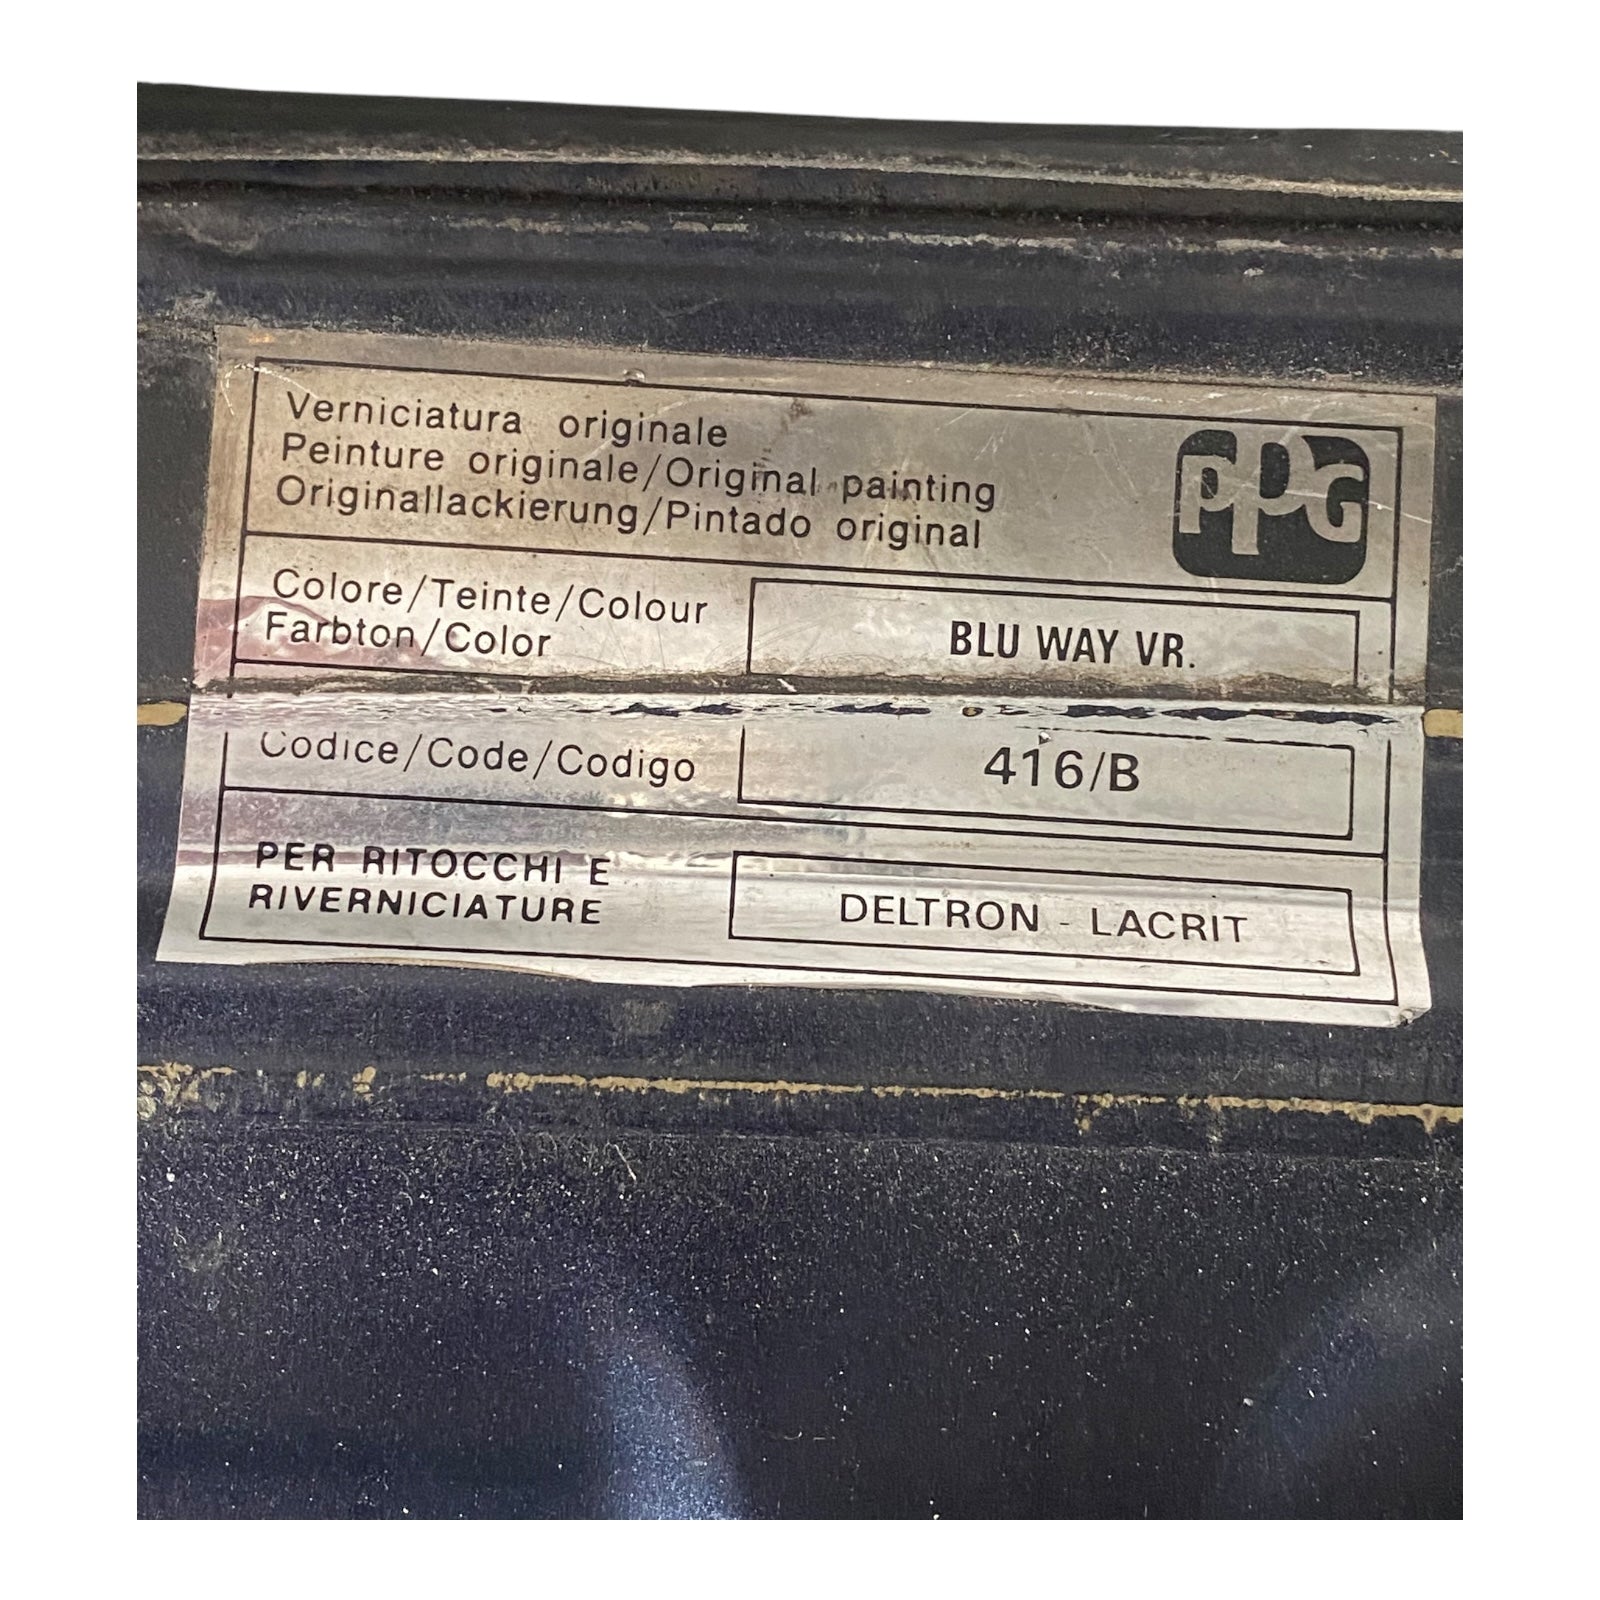 Verniciatura originale
Peinture originale/Original painting
Originallackierung/Pintado original
PPG
Colore/Teinte/Colour
Farbton/Color
BLU WAY VR.
Codice/Code/Codigo
416/B
PER RITOCCHI E
RIVERNICIATURE
DELTRON - LACRIT